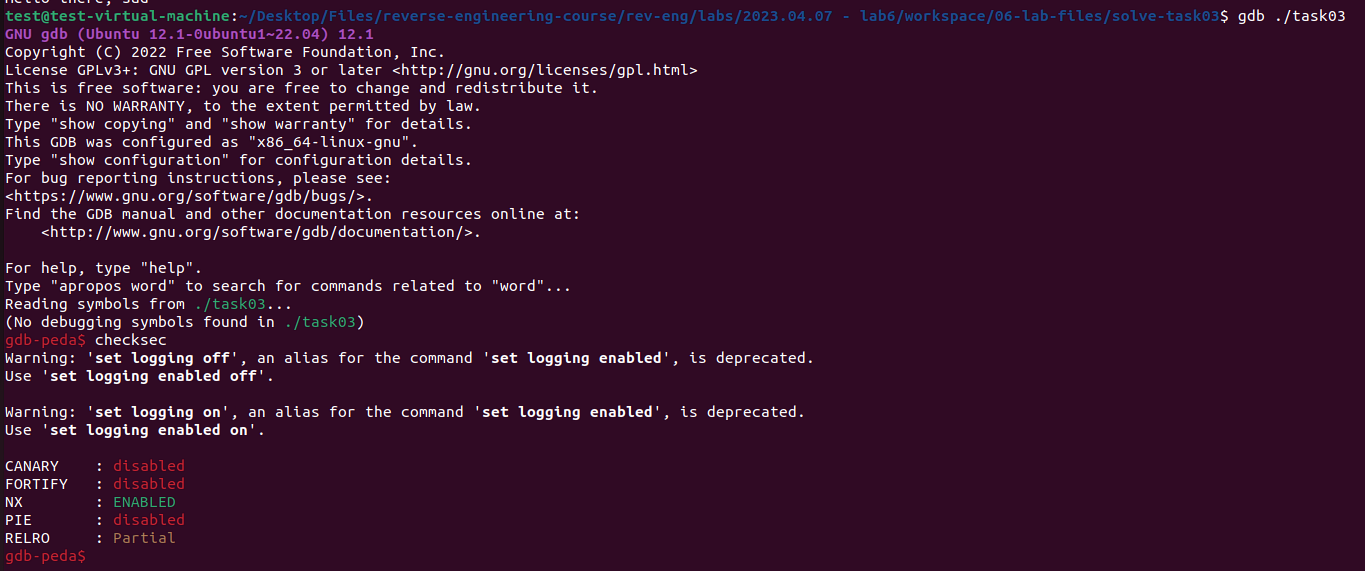 test@test-virtual-machine:~/Desktop/Files/reverse-engineering-course/rev-eng/labs/2023.04.07 - lab6/workspace/06-lab-files/solve-task03$ gdb ./task03
GNU gdb (Ubuntu 12.1-0ubuntu1~22.04) 12.1
Copyright (C) 2022 Free Software Foundation, Inc.
License GPLv3+: GNU GPL version 3 or later <http://gnu.org/licenses/gpl.html>
This is free software: you are free to change and redistribute it.
There is NO WARRANTY, to the extent permitted by law.
Type "show copying" and "show warranty" for details.
This GDB was configured as "x86_64-linux-gnu".
Type "show configuration" for configuration details.
For bug reporting instructions, please see:
<https://www.gnu.org/software/gdb/bugs/>.
Find the GDB manual and other documentation resources online at:
    <http://www.gnu.org/software/gdb/documentation/>.

For help, type "help".
Type "apropos word" to search for commands related to "word"...
Reading symbols from ./task03...
(No debugging symbols found in ./task03)
gdb-peda$ checksec
Warning: 'set logging off', an alias for the command 'set logging enabled', is deprecated.
Use 'set logging enabled off'.

Warning: 'set logging on', an alias for the command 'set logging enabled', is deprecated.
Use 'set logging enabled on'.

CANARY    : disabled
FORTIFY   : disabled
NX        : ENABLED
PIE       : disabled
RELRO     : Partial
gdb-peda$